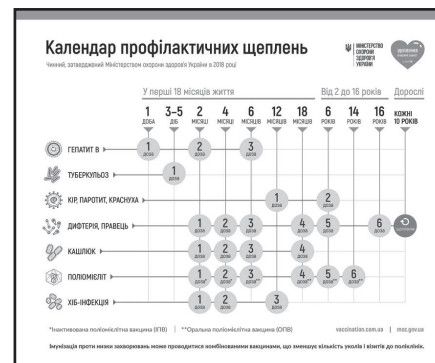 Календар профілактичних щеплень
Чинний, затверджений Міністерством охорони здоров'я України в 2018 році
МІНІСТЕРСТВО
ОХОРОНИ
ЗДОРОВ'Я
УКРАЇНИ
У перші 18 місяців життя
Від 2 до 16 років
Дорослі
1 ДОБА
3–5 ДІБ
2 МІСЯЦІ
4 МІСЯЦІ
6 МІСЯЦІВ
12 МІСЯЦІВ
18 МІСЯЦІВ
6 РОКІВ
14 РОКІВ
16 РОКІВ
КОЖНІ 10 РОКІВ
ГЕПАТИТ В 1 доза 2 доза 3 доза
ТУБЕРКУЛЬОЗ 1 доза
КІР, ПАРОТИТ, КРАСНУХА 1 доза 2 доза
ДИФТЕРІЯ, ПРАВЕЦЬ 1 доза 2 доза 3 доза 4 доза 5 доза 6 доза
КАШЛЮК 1 доза 2 доза 3 доза 4 доза
ПОЛІОМІЄЛІТ 1 доза* 2 доза* 3 доза** 4 доза** 5 доза** 6 доза**
ХІБ-ІНФЕКЦІЯ 1 доза 2 доза 3 доза
*Інактивована поліомієлітна вакцина (ІПВ) | **Оральна поліомієлітна вакцина (ОПВ)
vaccination.com.ua | moz.gov.ua
Імунізація проти низки захворювань може проводитися комбінованими вакцинами, що зменшує кількість уколів і візитів до поліклінік.